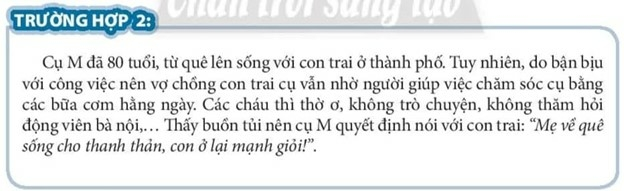 Chân trời sáng tạo
TRƯỜNG HỢP 2:
Cụ M đã 80 tuổi, từ quê lên sống với con trai ở thành phố. Tuy nhiên, do bận bịu
với công việc nên vợ chồng con trai cụ vẫn nhờ người giúp việc chăm sóc cụ bằng
các bữa cơm hằng ngày. Các cháu thì thờ ơ, không trò chuyện, không thăm hỏi
động viên bà nội,… Thấy buồn tủi nên cụ M quyết định nói với con trai: “Mẹ về quê
sống cho thanh thản, con ở lại mạnh giỏi!”.